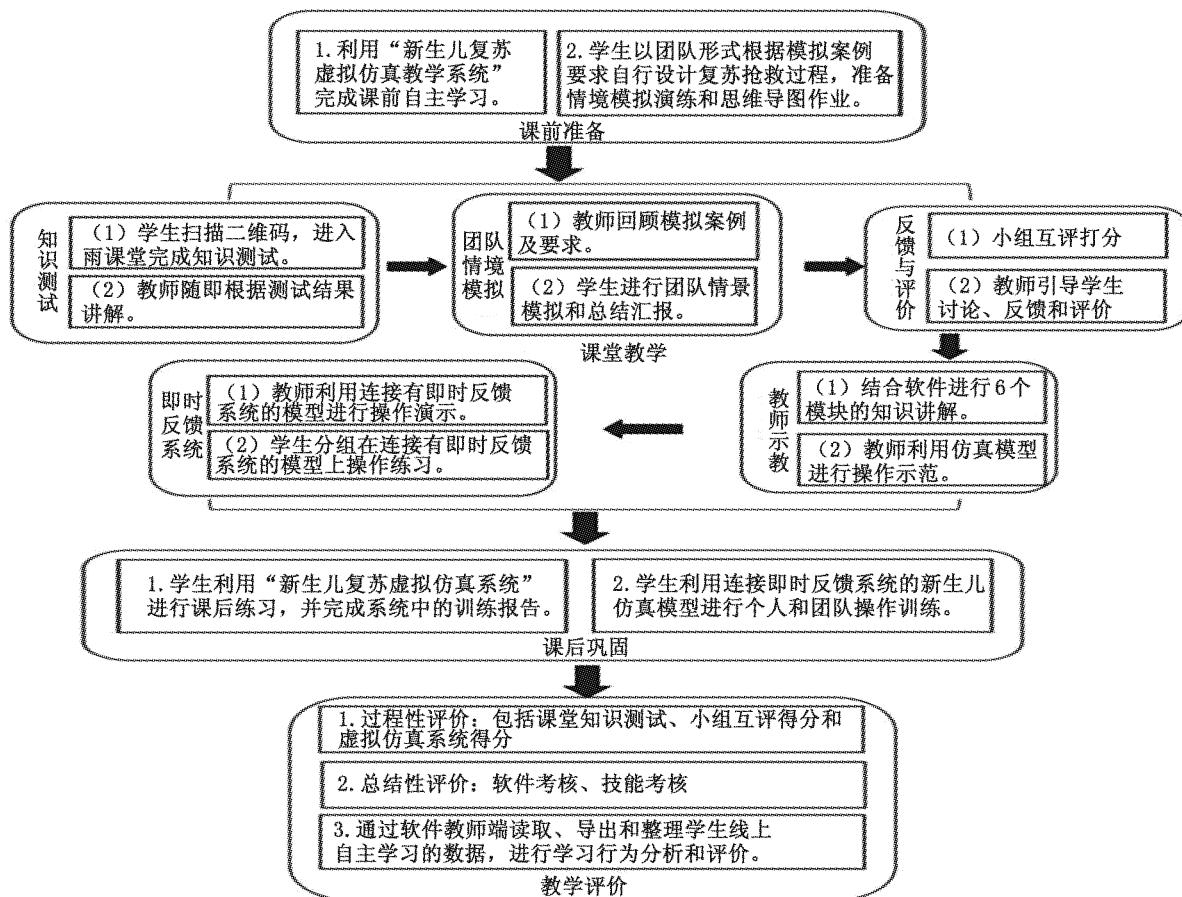 1.利用“新生儿复苏
虚拟仿真教学系统”
完成课前自主学习。
2.学生以团队形式根据模拟案例
要求自行设计复苏抢救过程，准备
情境模拟演练和思维导图作业。
课前准备
知识测试
（1）学生扫描二维码，进入
雨课堂完成知识测试。
（2）教师随即根据测试结果
讲解。
团队
情境
模拟
（1）教师回顾模拟案例
及要求。
（2）学生进行团队情景
模拟和总结汇报。
反馈与评价
（1）小组互评打分
（2）教师引导学生
讨论、反馈和评价
课堂教学
教师示教
（1）结合软件进行6个
模块的知识讲解。
（2）教师利用仿真模型
进行操作示范。
即时
反馈
系统
（1）教师利用连接有即时反馈
系统的模型进行操作演示。
（2）学生分组在连接有即时反馈
系统的模型上操作练习。
1.学生利用“新生儿复苏虚拟仿真系统”
进行课后练习，并完成系统中的训练报告。
2.学生利用连接即时反馈系统的新生儿
仿真模型进行个人和团队操作训练。
课后巩固
1.过程性评价：包括课堂知识测试、小组互评得分和
虚拟仿真系统得分
2.总结性评价：软件考核、技能考核
3.通过软件教师端读取、导出和整理学生线上
自主学习的数据，进行学习行为分析和评价。
教学评价